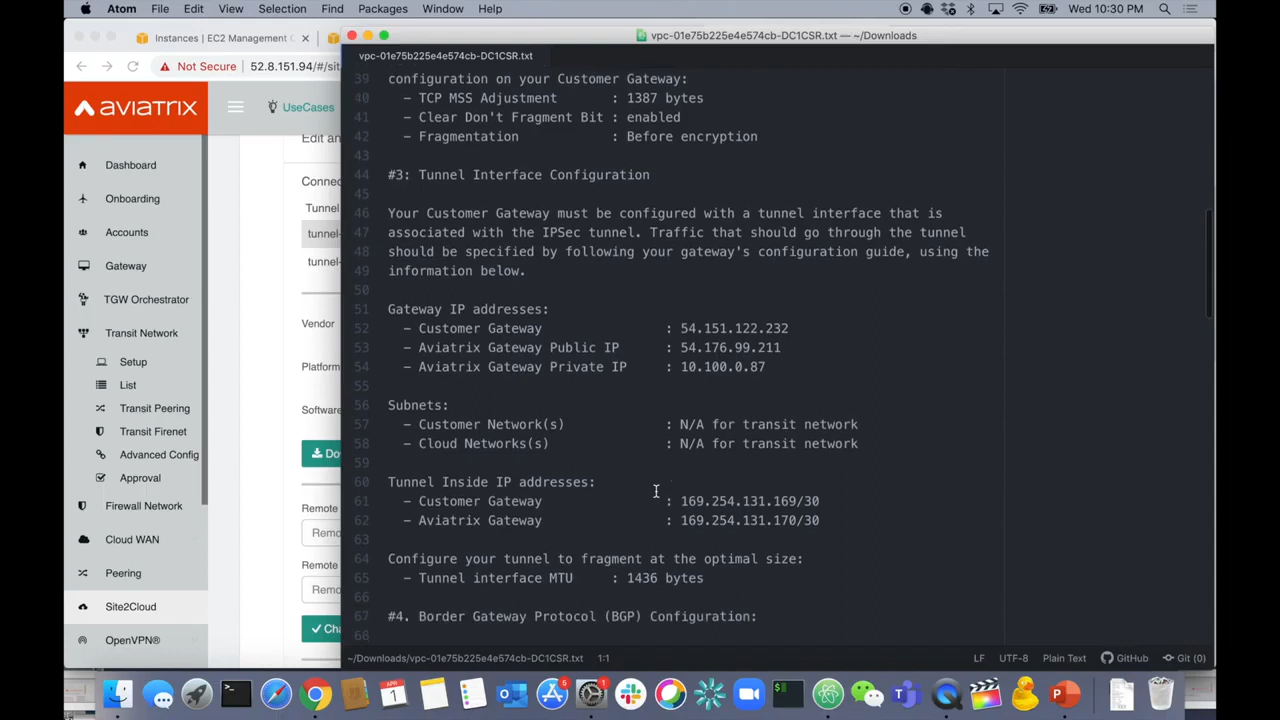 Atom File Edit View Selection Find Packages Window Help Wed 10:30 PM
Instances | EC2 Management C
vpc-01e75b225e4e574cb-DC1CSR.txt — ~/Downloads
Not Secure 52.8.151.94/#/sit
vpc-01e75b225e4e574cb-DC1CSR.txt
AVIATRIX
UseCases
Edit an
Connec
Tunnel
tunnel-
tunnel-
Vendor
Platform
Software
Do
Remote
Remo
Remote
Remo
Cha
Dashboard
Onboarding
Accounts
Gateway
TGW Orchestrator
Transit Network
Setup
List
Transit Peering
Transit Firenet
Advanced Config
Approval
Firewall Network
Cloud WAN
Peering
Site2Cloud
OpenVPN®
39 configuration on your Customer Gateway:
40 - TCP MSS Adjustment : 1387 bytes
41 - Clear Don't Fragment Bit : enabled
42 - Fragmentation : Before encryption
43
44 #3: Tunnel Interface Configuration
45
46 Your Customer Gateway must be configured with a tunnel interface that is
47 associated with the IPSec tunnel. Traffic that should go through the tunnel
48 should be specified by following your gateway's configuration guide, using the
49 information below.
50
51 Gateway IP addresses:
52 - Customer Gateway : 54.151.122.232
53 - Aviatrix Gateway Public IP : 54.176.99.211
54 - Aviatrix Gateway Private IP : 10.100.0.87
55
56 Subnets:
57 - Customer Network(s) : N/A for transit network
58 - Cloud Networks(s) : N/A for transit network
59
60 Tunnel Inside IP addresses:
61 - Customer Gateway : 169.254.131.169/30
62 - Aviatrix Gateway : 169.254.131.170/30
63
64 Configure your tunnel to fragment at the optimal size:
65 - Tunnel interface MTU : 1436 bytes
66
67 #4. Border Gateway Protocol (BGP) Configuration:
68
~/Downloads/vpc-01e75b225e4e574cb-DC1CSR.txt 1:1 LF UTF-8 Plain Text GitHub Git (0)
APR
1
5
1